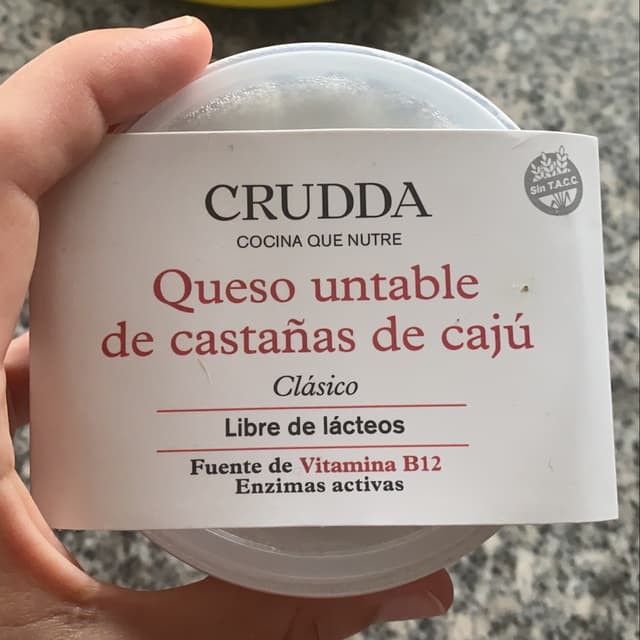 CRUDDA
COCINA QUE NUTRE
Sin T.A.C.C.
Queso untable
de castañas de cajú
Clásico
Libre de lácteos
Fuente de Vitamina B12
Enzimas activas